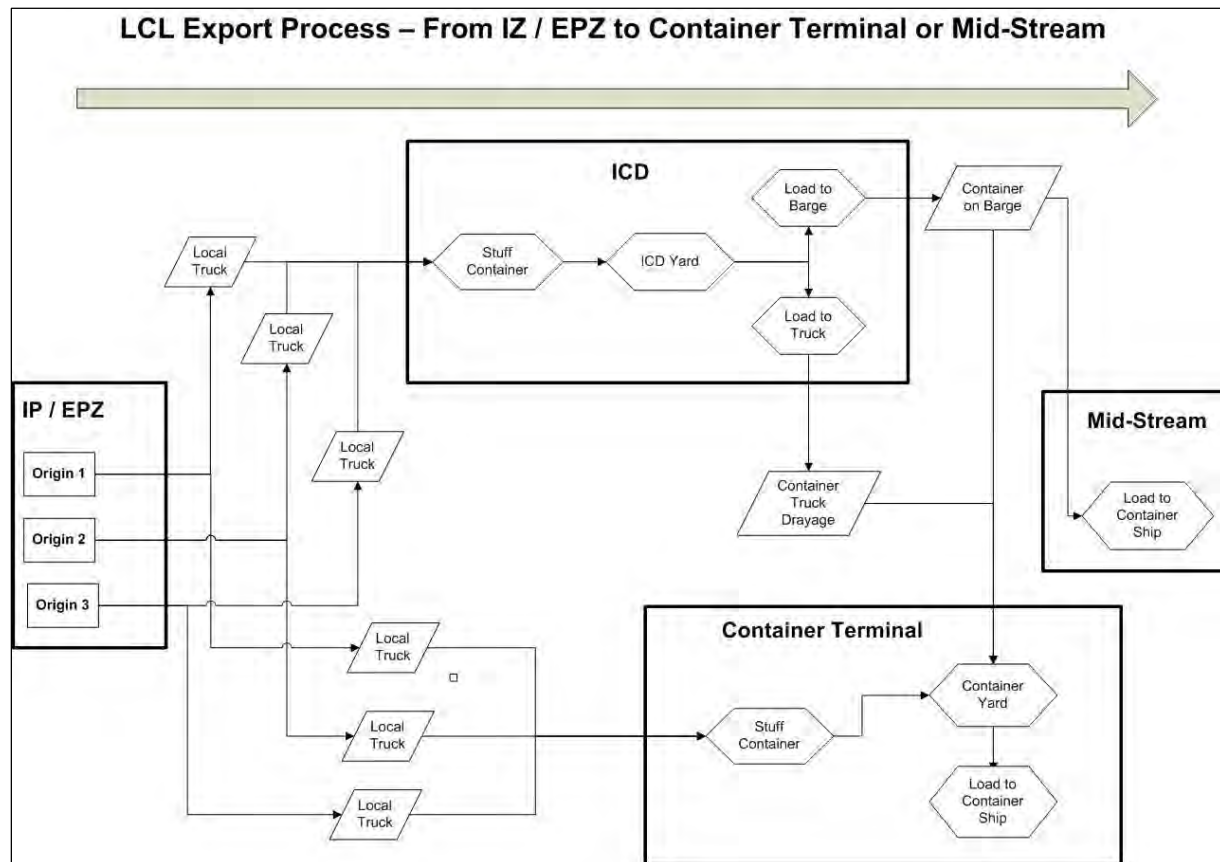 LCL Export Process – From IZ / EPZ to Container Terminal or Mid-Stream
ICD
Load to
Barge
Container
on Barge
Local
Truck
Stuff
Container
ICD Yard
Load to
Truck
Local
Truck
IP / EPZ
Local
Truck
Mid-Stream
Origin 1
Container
Truck
Drayage
Load to
Container
Ship
Origin 2
Origin 3
Container Terminal
Local
Truck
Container
Yard
Local
Truck
Stuff
Container
Local
Truck
Load to
Container
Ship